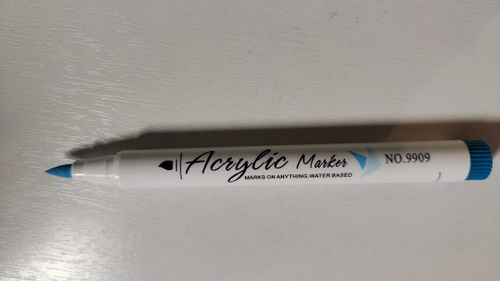 Acrylic Marker
MARKS ON ANYTHING,WATER BASED
NO.9909